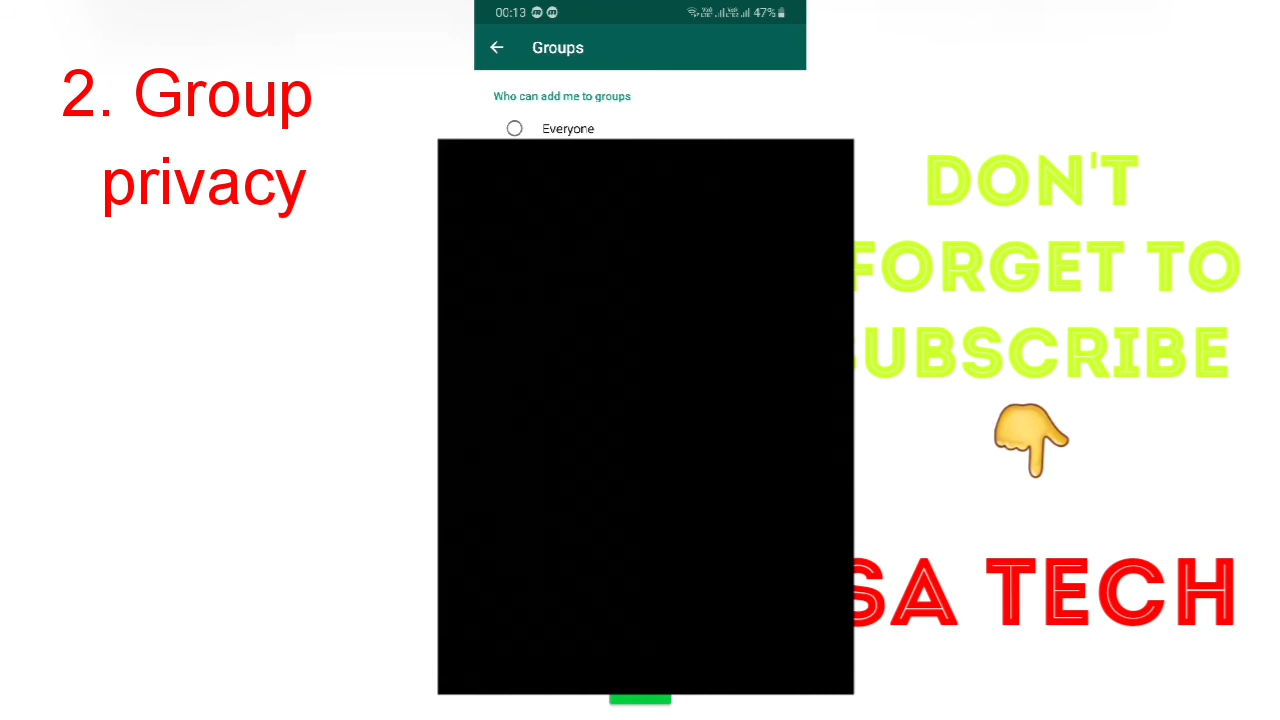 2. Group
privacy
00:13
47%
Groups
Who can add me to groups
Everyone
DON'T
FORGET TO
UBSCRIBE
SA TECH